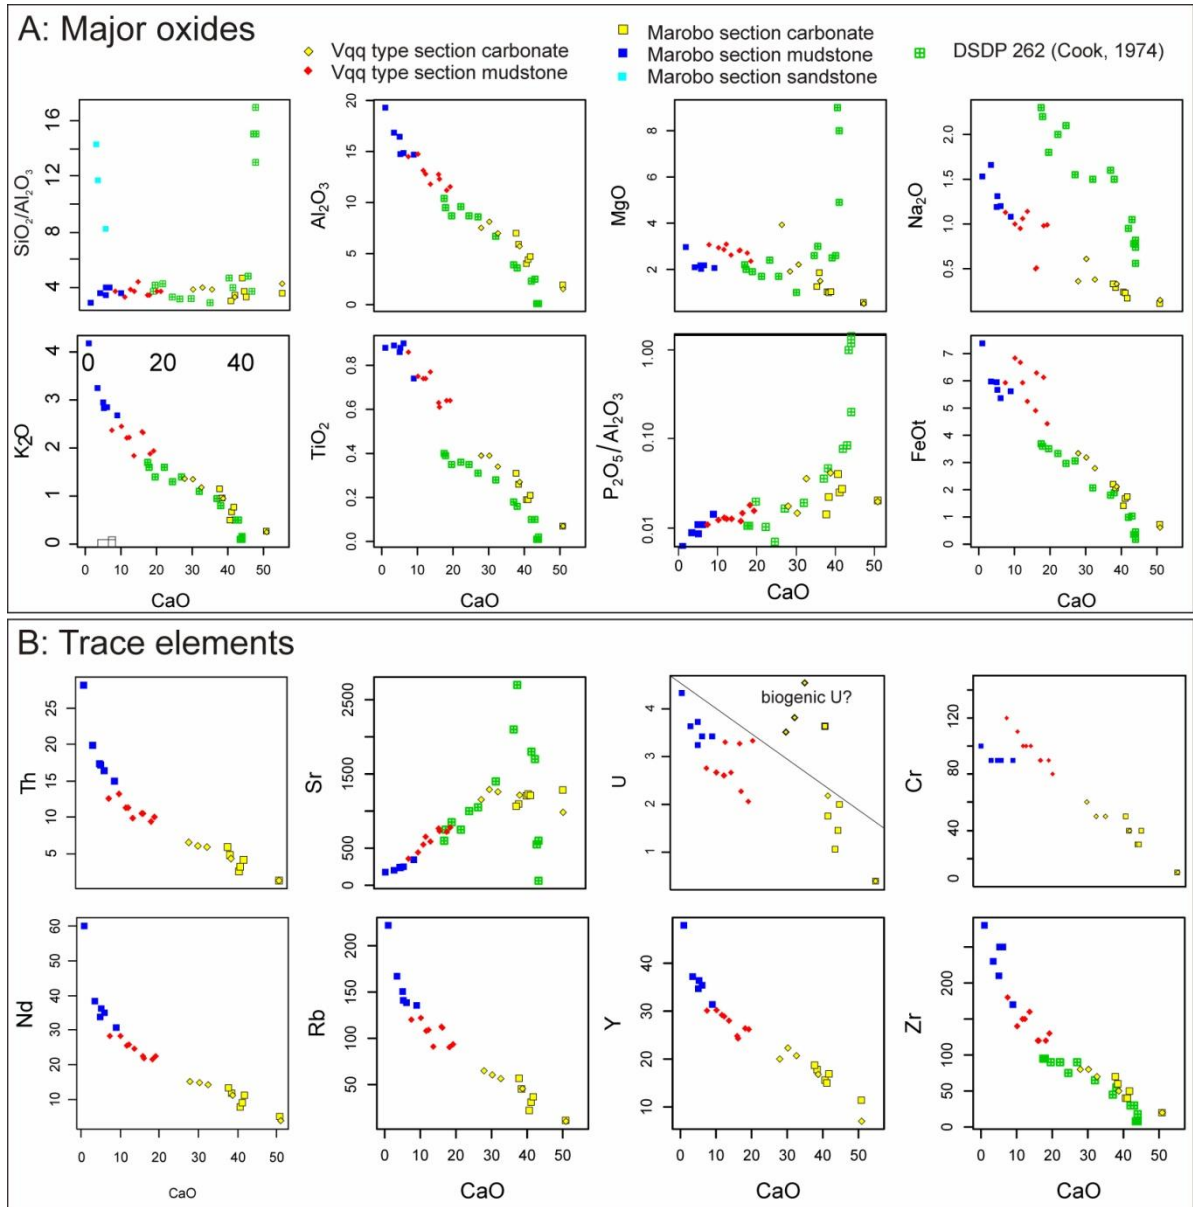 A: Major oxides
Vqq type section carbonate
Vqq type section mudstone
Marobo section carbonate
Marobo section mudstone
Marobo section sandstone
DSDP 262 (Cook, 1974)
SiO2/Al2O3
4 8 12 16
Al2O3
0 5 10 15 20
MgO
2 4 6 8
Na2O
0.5 1.0 1.5 2.0
K2O
0 1 2 3 4
0 20 40
0 10 20 30 40 50
CaO
TiO2
0.0 0.2 0.4 0.6 0.8
0 10 20 30 40 50
CaO
P2O5/Al2O3
0.01 0.10 1.00
0 10 20 30 40 50
CaO
FeOt
0 1 2 3 4 5 6 7
0 10 20 30 40 50
CaO
B: Trace elements
Th
5 10 15 20 25
Sr
0 500 1500 2500
U
1 2 3 4
biogenic U?
Cr
0 40 80 120
Nd
10 20 30 40 50 60
0 10 20 30 40 50
CaO
Rb
50 100 150 200
0 10 20 30 40 50
CaO
Y
10 20 30 40
0 10 20 30 40 50
CaO
Zr
0 50 100 200
0 10 20 30 40 50
CaO